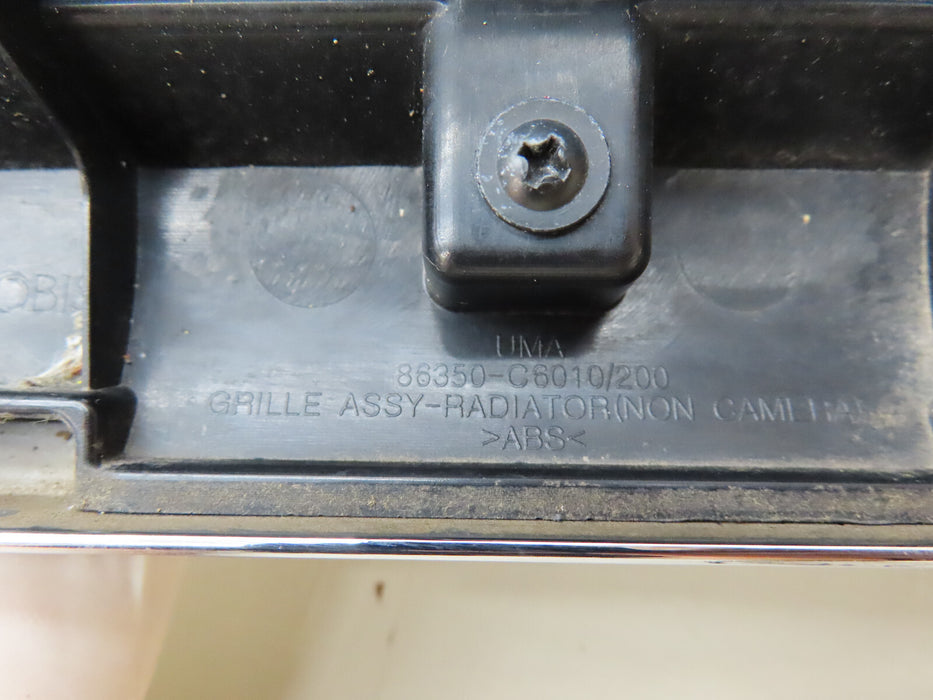 UMA
86350-C6010/200
GRILLE ASSY-RADIATOR(NON CAMERA)
>ABS<